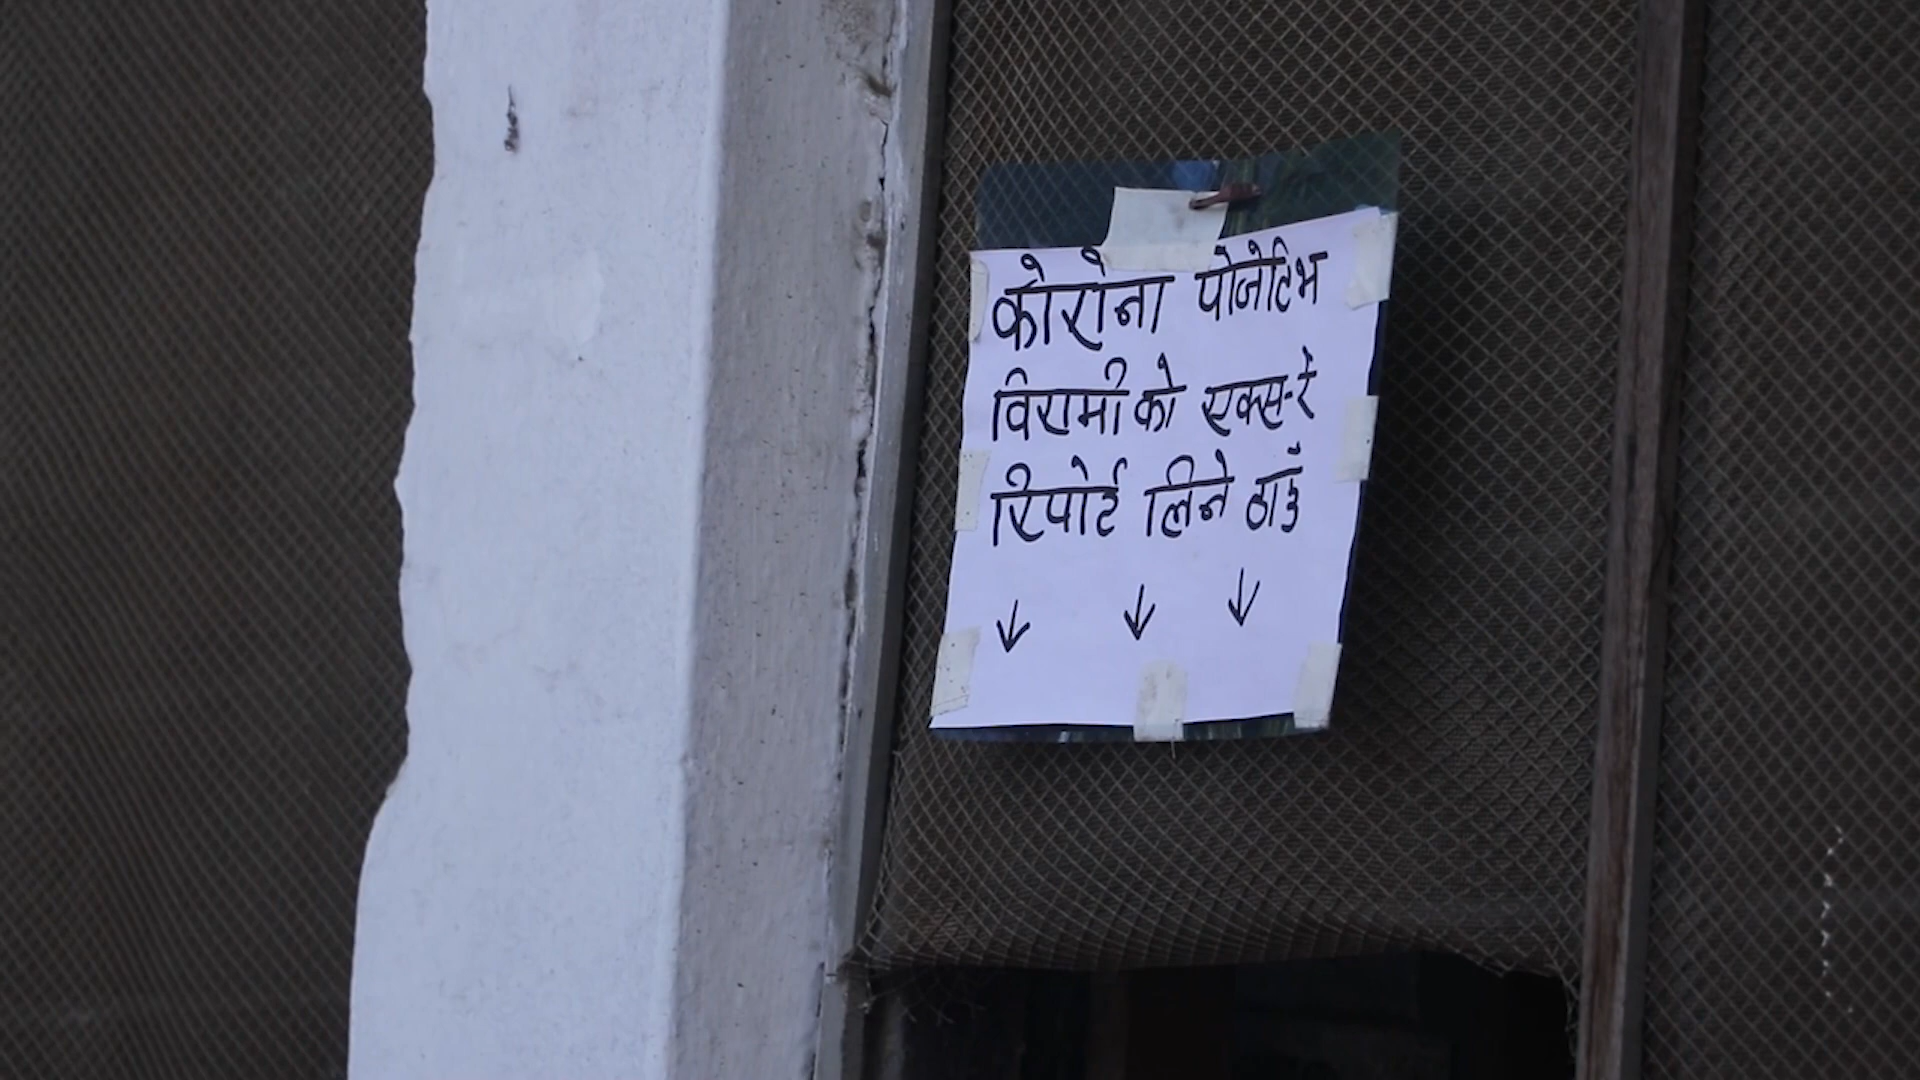 कोरोना पोजेटिभ
विरामीको एक्स-रे
रिपोर्ट लिने ठाउँ
↓ ↓ ↓